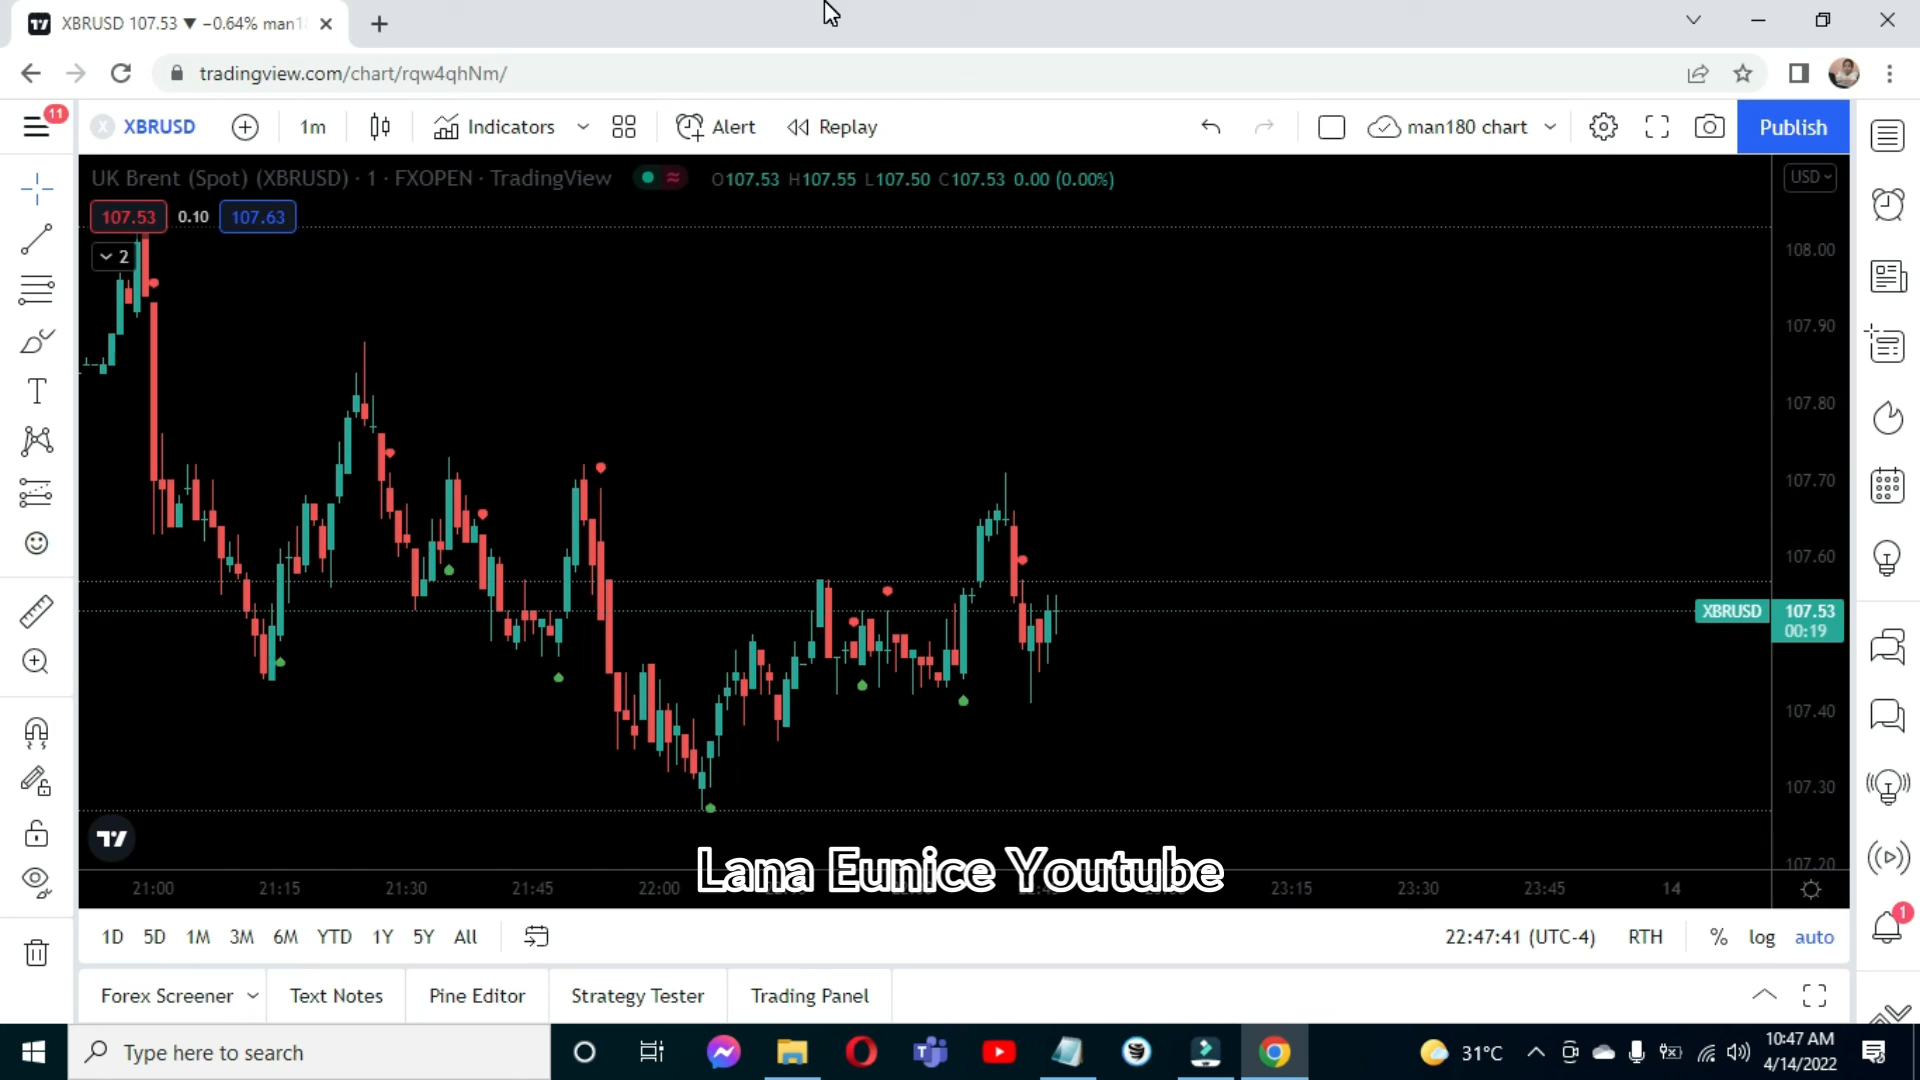 XBRUSD 107.53 ▼ −0.64% man1
tradingview.com/chart/rqw4qhNm/
11
X XBRUSD 1m Indicators Alert Replay man180 chart Publish
UK Brent (Spot) (XBRUSD) · 1 · FXOPEN · TradingView O107.53 H107.55 L107.50 C107.53 0.00 (0.00%) USD
107.53 0.10 107.63
2
108.00
107.90
107.80
107.70
107.60
XBRUSD 107.53
00:19
107.40
107.30
107.20
Lana Eunice Youtube
21:00 21:15 21:30 21:45 22:00 23:15 23:30 23:45 14
1
1D 5D 1M 3M 6M YTD 1Y 5Y All 22:47:41 (UTC-4) RTH % log auto
Forex Screener Text Notes Pine Editor Strategy Tester Trading Panel
Type here to search 31°C 10:47 AM
4/14/2022